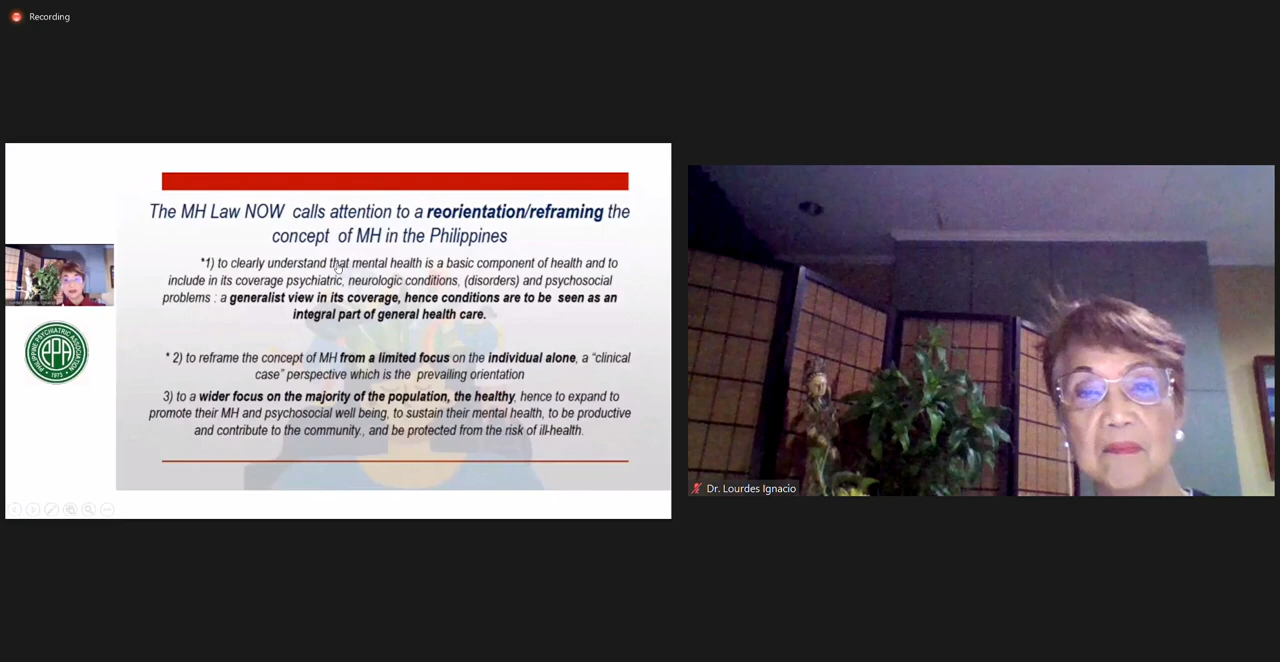 Recording
The MH Law NOW calls attention to a reorientation/reframing the
concept of MH in the Philippines
*1) to clearly understand that mental health is a basic component of health and to
include in its coverage psychiatric, neurologic conditions, (disorders) and psychosocial
problems : a generalist view in its coverage, hence conditions are to be seen as an
integral part of general health care.
* 2) to reframe the concept of MH from a limited focus on the individual alone, a “clinical
case” perspective which is the prevailing orientation
3) to a wider focus on the majority of the population, the healthy, hence to expand to
promote their MH and psychosocial well being, to sustain their mental health, to be productive
and contribute to the community., and be protected from the risk of ill-health.
PHILIPPINE PSYCHIATRIC ASSOCIATION
PPA
1973
Dr. Lourdes Ignacio